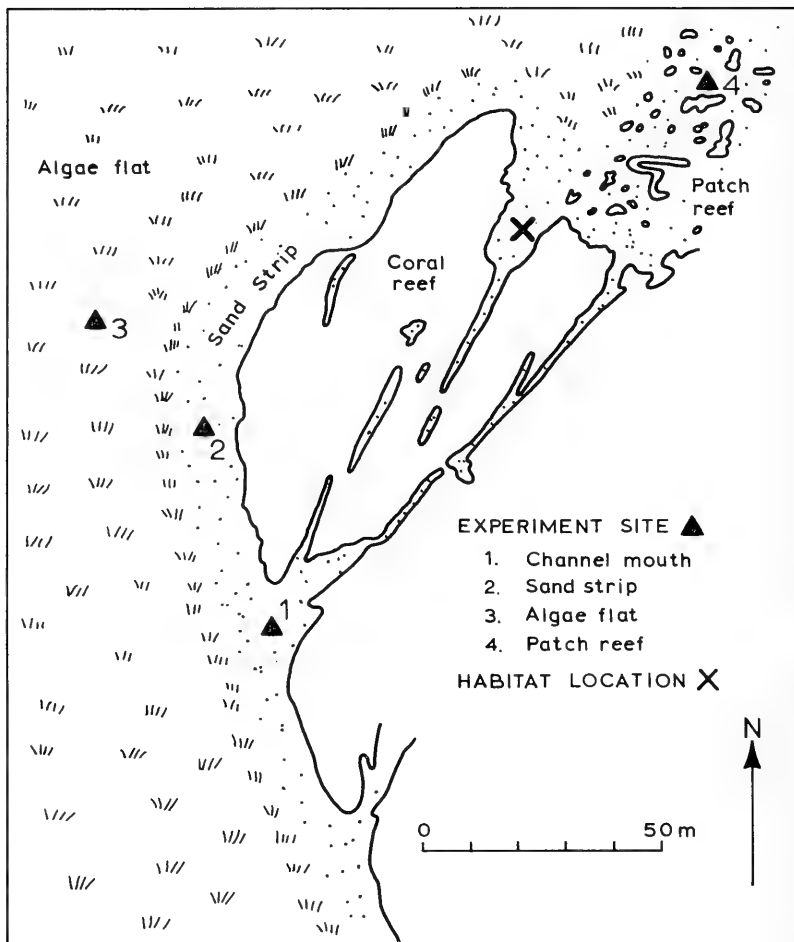 4
Algae flat
Patch
reef
Coral
reef
Sand Strip
3
2
EXPERIMENT SITE ▲
1. Channel mouth
2. Sand strip
3. Algae flat
4. Patch reef
1
HABITAT LOCATION X
N
0 50 m